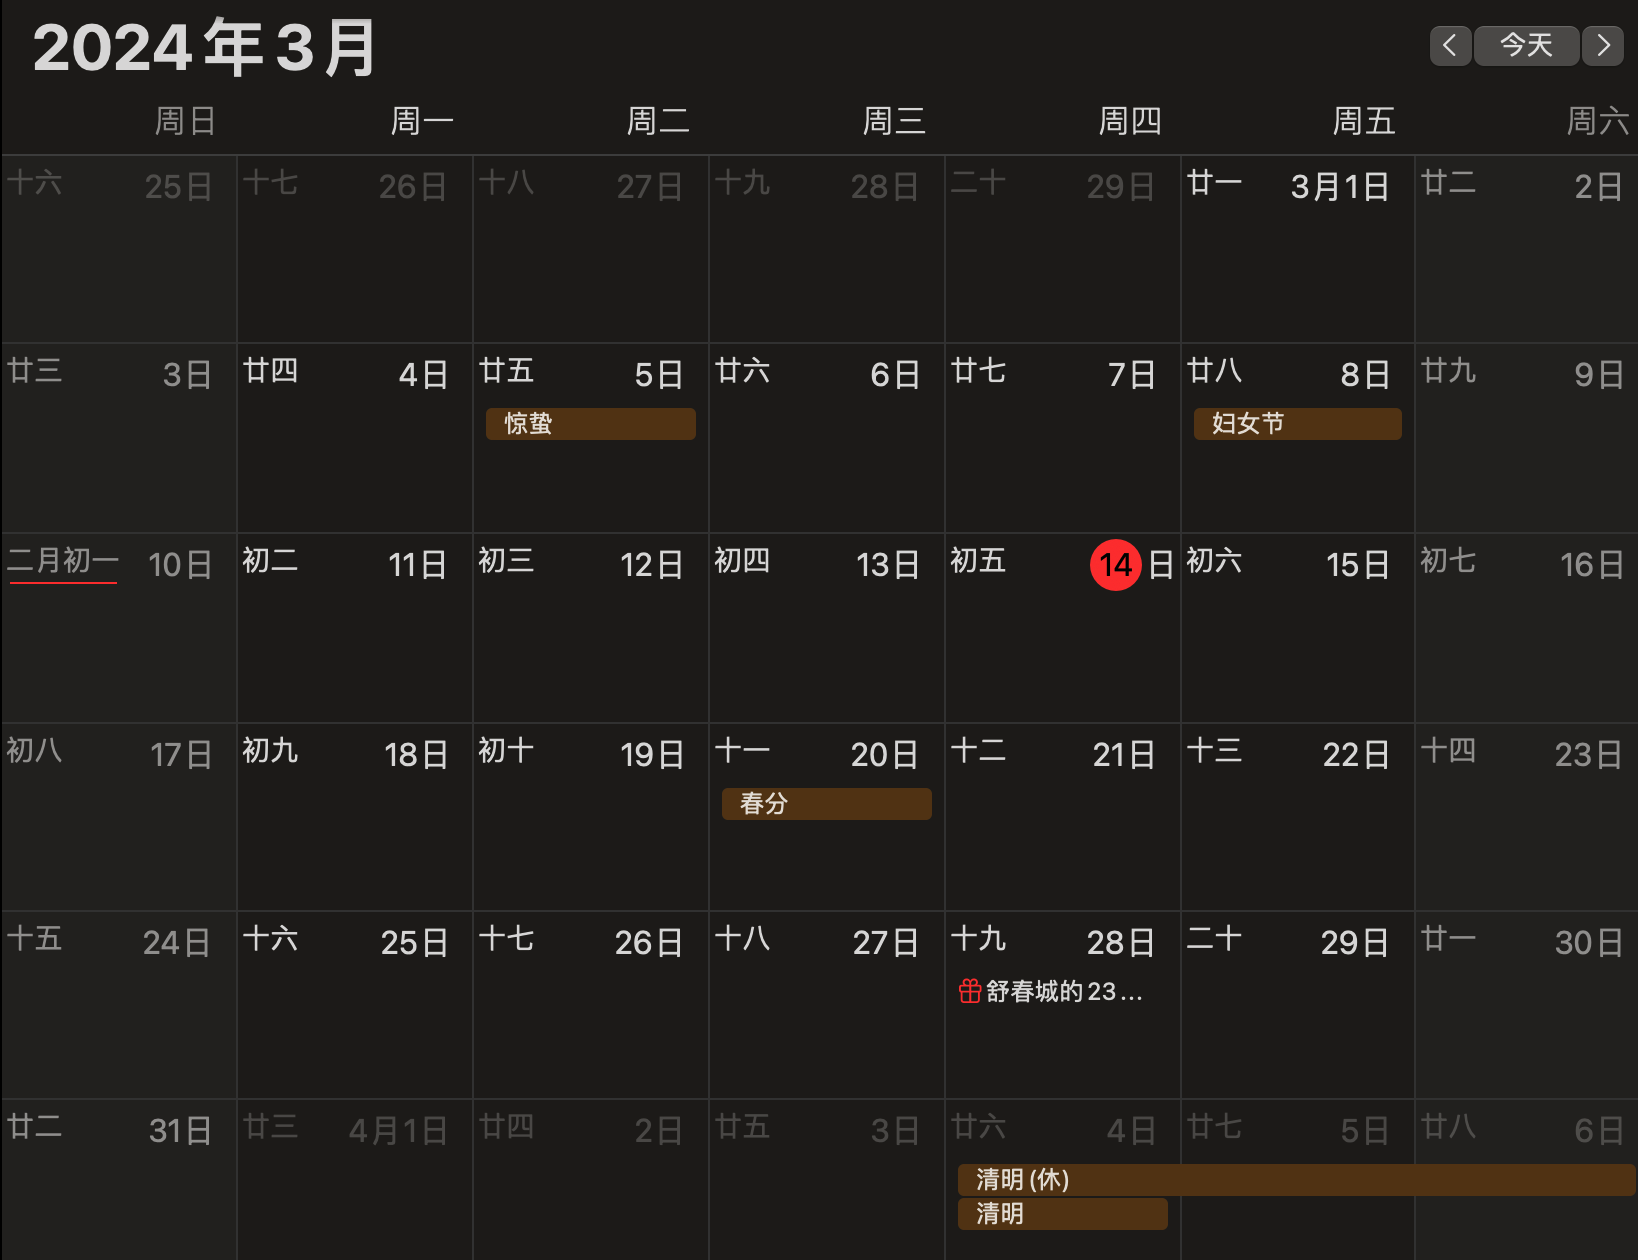 2024年3月
今天
周日 周一 周二 周三 周四 周五 周六
十六 25日 十七 26日 十八 27日 十九 28日 二十 29日 廿一 3月1日 廿二 2日
廿三 3日 廿四 4日 廿五 5日 廿六 6日 廿七 7日 廿八 8日 廿九 9日
惊蛰 妇女节
二月初一 10日 初二 11日 初三 12日 初四 13日 初五 14日 初六 15日 初七 16日
初八 17日 初九 18日 初十 19日 十一 20日 十二 21日 十三 22日 十四 23日
春分
十五 24日 十六 25日 十七 26日 十八 27日 十九 28日 二十 29日 廿一 30日
舒春城的23...
廿二 31日 廿三 4月1日 廿四 2日 廿五 3日 廿六 4日 廿七 5日 廿八 6日
清明(休)
清明